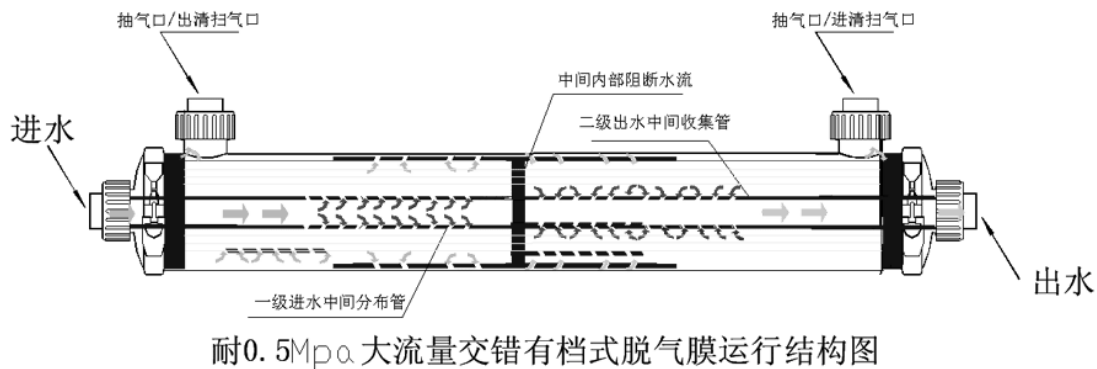 抽气口/出清扫气口
抽气口/进清扫气口
中间内部阻断水流
二级出水中间收集管
进水
出水
一级进水中间分布管
耐0.5Mpa大流量交错有档式脱气膜运行结构图